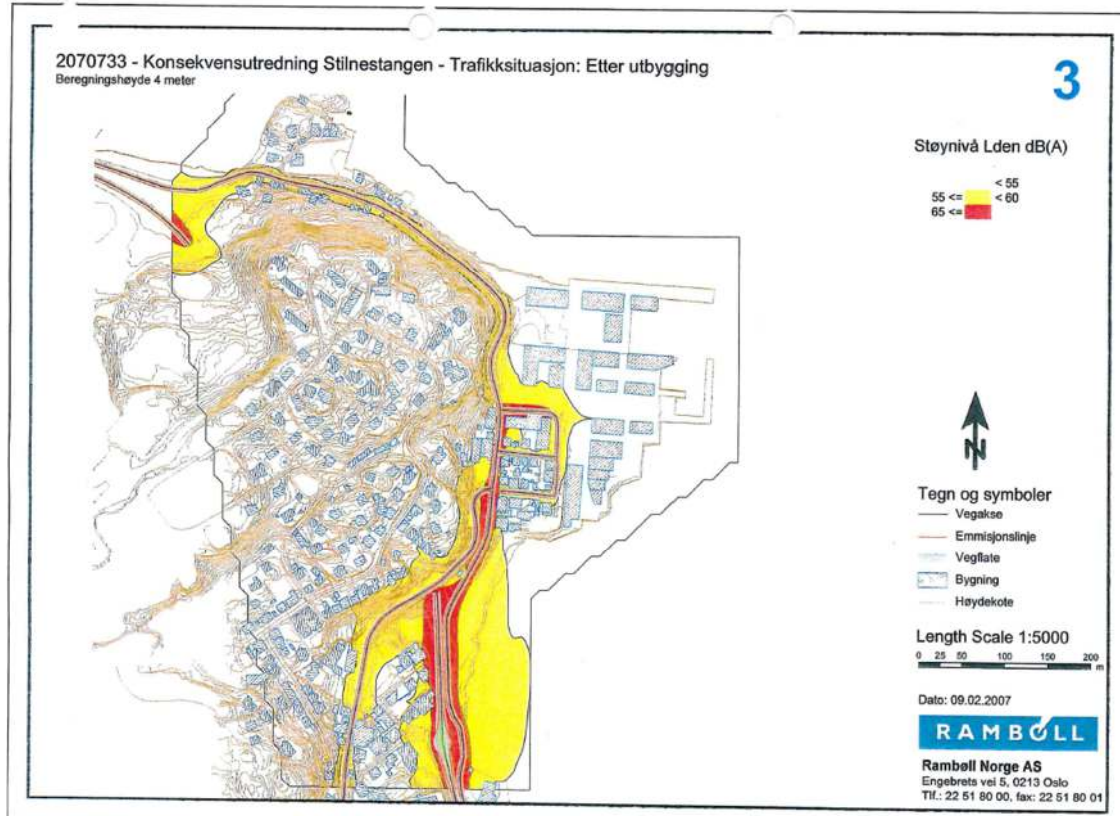 2070733 - Konsekvensutredning Stilnestangen - Trafikksituasjon: Etter utbygging
Beregningshøyde 4 meter
3
Støynivå Lden dB(A)
< 55
55 <= < 60
65 <=
N
Tegn og symboler
Vegakse
Emmisjonslinje
Vegflate
Bygning
Høydekote
Length Scale 1:5000
0 25 50 100 150 200
m
Dato: 09.02.2007
RAMBØLL
Rambøll Norge AS
Engebrets vei 5, 0213 Oslo
Tlf.: 22 51 80 00, fax: 22 51 80 01